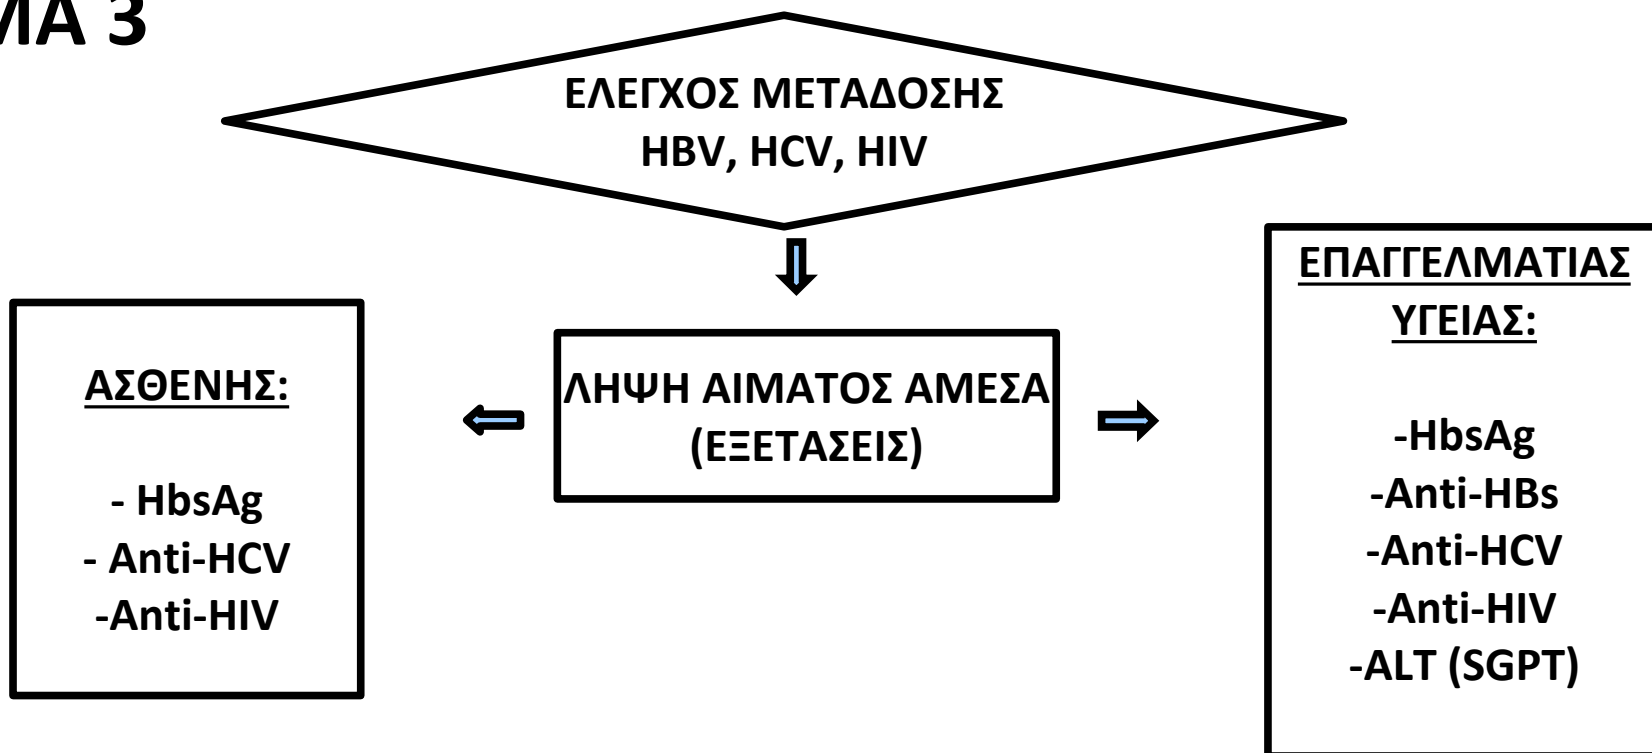 ΜΑ 3
ΕΛΕΓΧΟΣ ΜΕΤΑΔΟΣΗΣ
HBV, HCV, HIV
ΑΣΘΕΝΗΣ:
- HbsAg
- Anti-HCV
-Anti-HIV
ΛΗΨΗ ΑΙΜΑΤΟΣ ΑΜΕΣΑ
(ΕΞΕΤΑΣΕΙΣ)
ΕΠΑΓΓΕΛΜΑΤΙΑΣ
ΥΓΕΙΑΣ:
-HbsAg
-Anti-HBs
-Anti-HCV
-Anti-HIV
-ALT (SGPT)